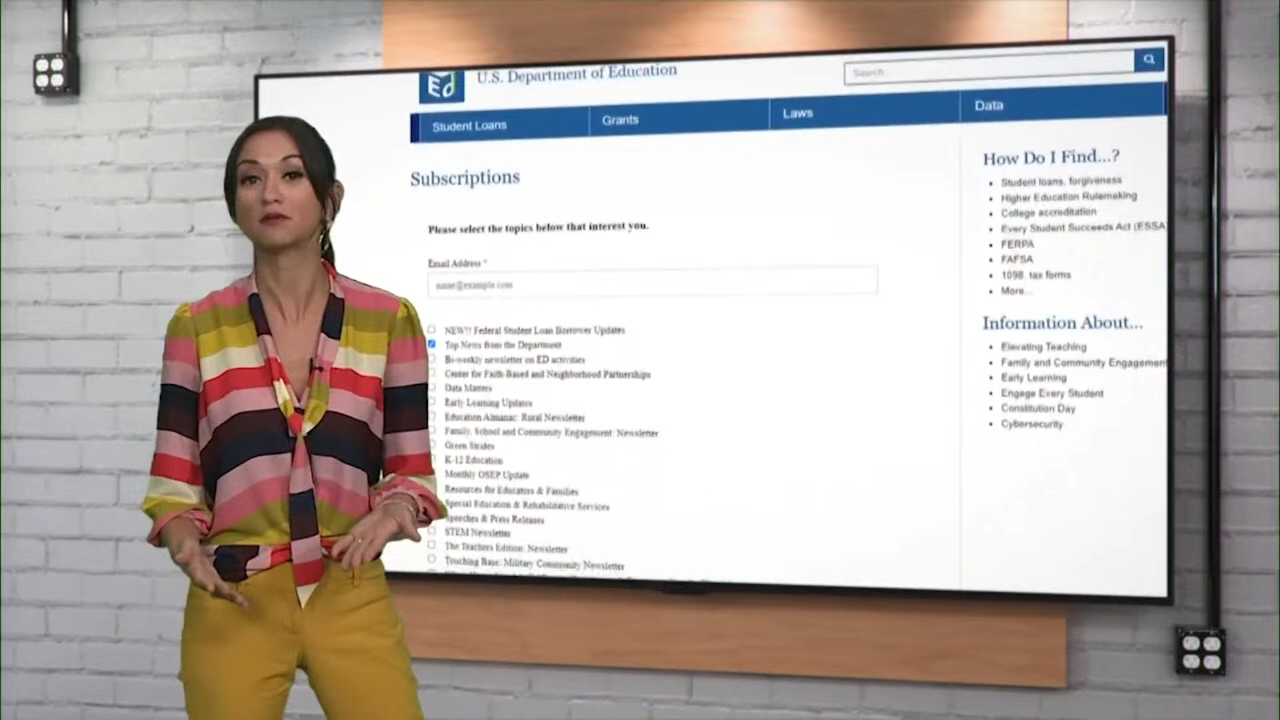 Ed
U.S. Department of Education
Search...
Student Loans
Grants
Laws
Data
Subscriptions
Please select the topics below that interest you.
Email Address *
name@example.com
NEW!! Federal Student Loan Borrower Updates
Top News from the Department
Bi-weekly newsletter on ED activities
Center for Faith-Based and Neighborhood Partnerships
Data Matters
Early Learning Updates
Education Almanac: Rural Newsletter
Family, School and Community Engagement: Newsletter
Green Strides
K-12 Education
Monthly OSEP Update
Resources for Educators & Families
Special Education & Rehabilitative Services
Speeches & Press Releases
STEM Newsletter
The Teachers Edition: Newsletter
Touching Base: Military Community Newsletter
How Do I Find...?
Student loans, forgiveness
Higher Education Rulemaking
College accreditation
Every Student Succeeds Act (ESSA
FERPA
FAFSA
1098, tax forms
More...
Information About...
Elevating Teaching
Family and Community Engagement
Early Learning
Engage Every Student
Constitution Day
Cybersecurity